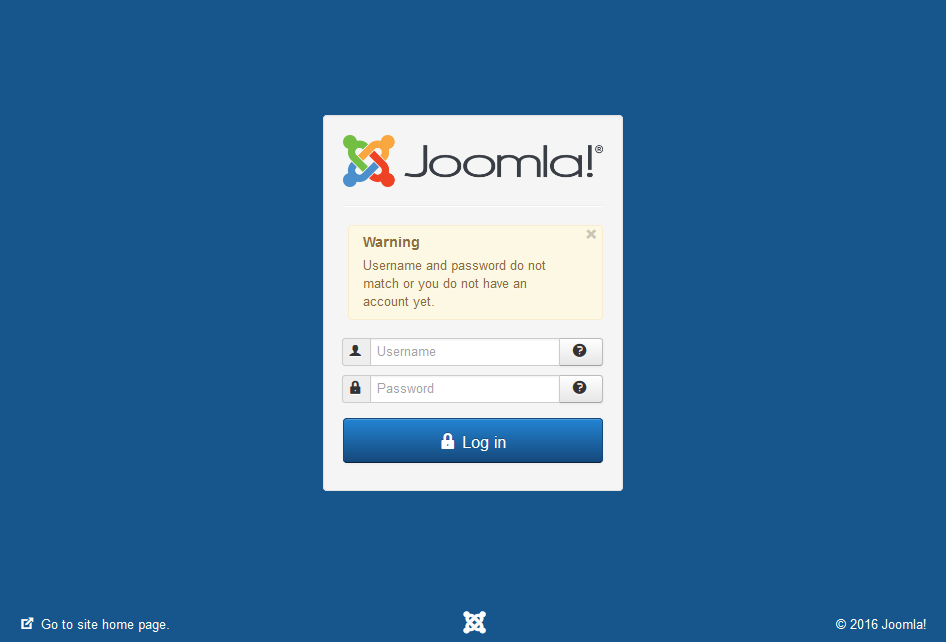 Joomla!®
Warning
Username and password do not
match or you do not have an
account yet.
Username
Password
Log in
Go to site home page.
© 2016 Joomla!